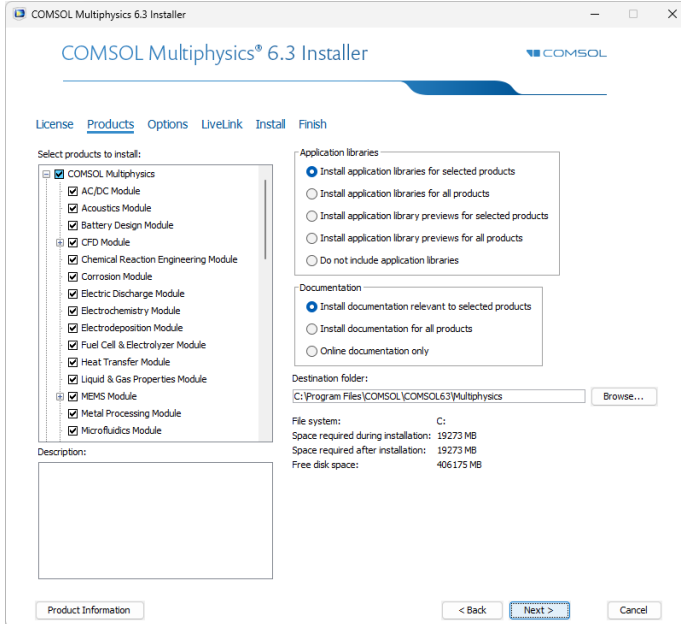 COMSOL Multiphysics 6.3 Installer
COMSOL Multiphysics® 6.3 Installer
COMSOL
License Products Options LiveLink Install Finish
Select products to install:
COMSOL Multiphysics
AC/DC Module
Acoustics Module
Battery Design Module
CFD Module
Chemical Reaction Engineering Module
Corrosion Module
Electric Discharge Module
Electrochemistry Module
Electrodeposition Module
Fuel Cell & Electrolyzer Module
Heat Transfer Module
Liquid & Gas Properties Module
MEMS Module
Metal Processing Module
Microfluidics Module
Description:
Application libraries
Install application libraries for selected products
Install application libraries for all products
Install application library previews for selected products
Install application library previews for all products
Do not include application libraries
Documentation
Install documentation relevant to selected products
Install documentation for all products
Online documentation only
Destination folder:
C:\Program Files\COMSOL\COMSOL63\Multiphysics
Browse...
File system: C:
Space required during installation: 19273 MB
Space required after installation: 19273 MB
Free disk space: 406175 MB
Product Information
< Back
Next >
Cancel